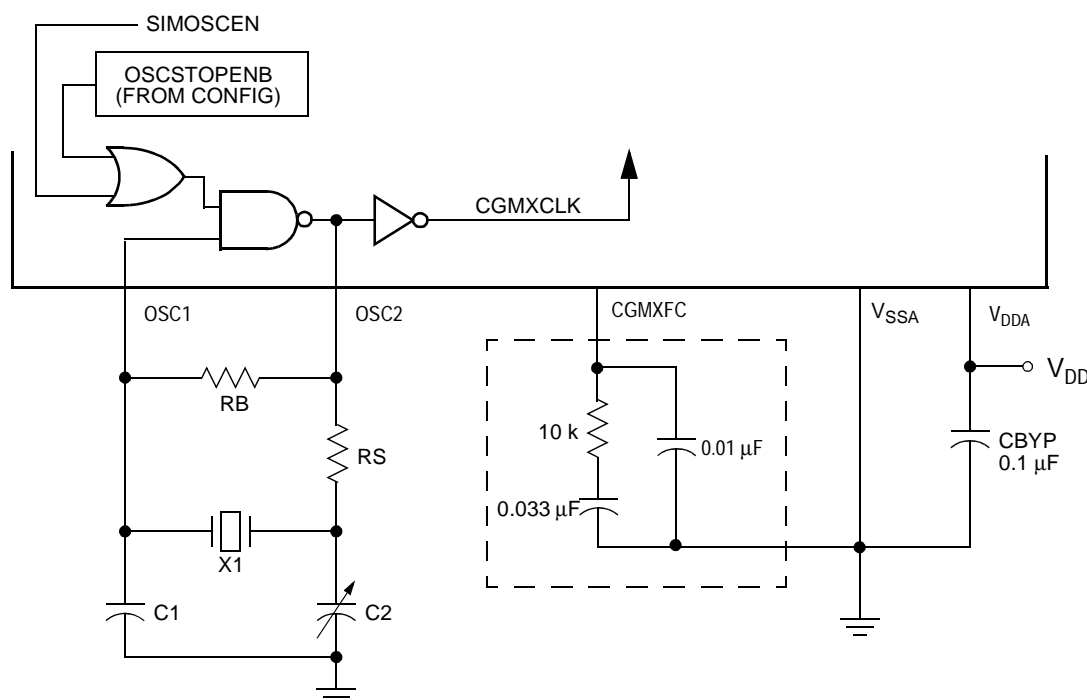 SIMOSCEN
OSCSTOPENB
(FROM CONFIG)
CGMXCLK
OSC1
OSC2
CGMXFC
VSSA
VDDA
VDD
RB
RS
10 k
0.01 µF
0.033 µF
CBYP
0.1 µF
X1
C1
C2